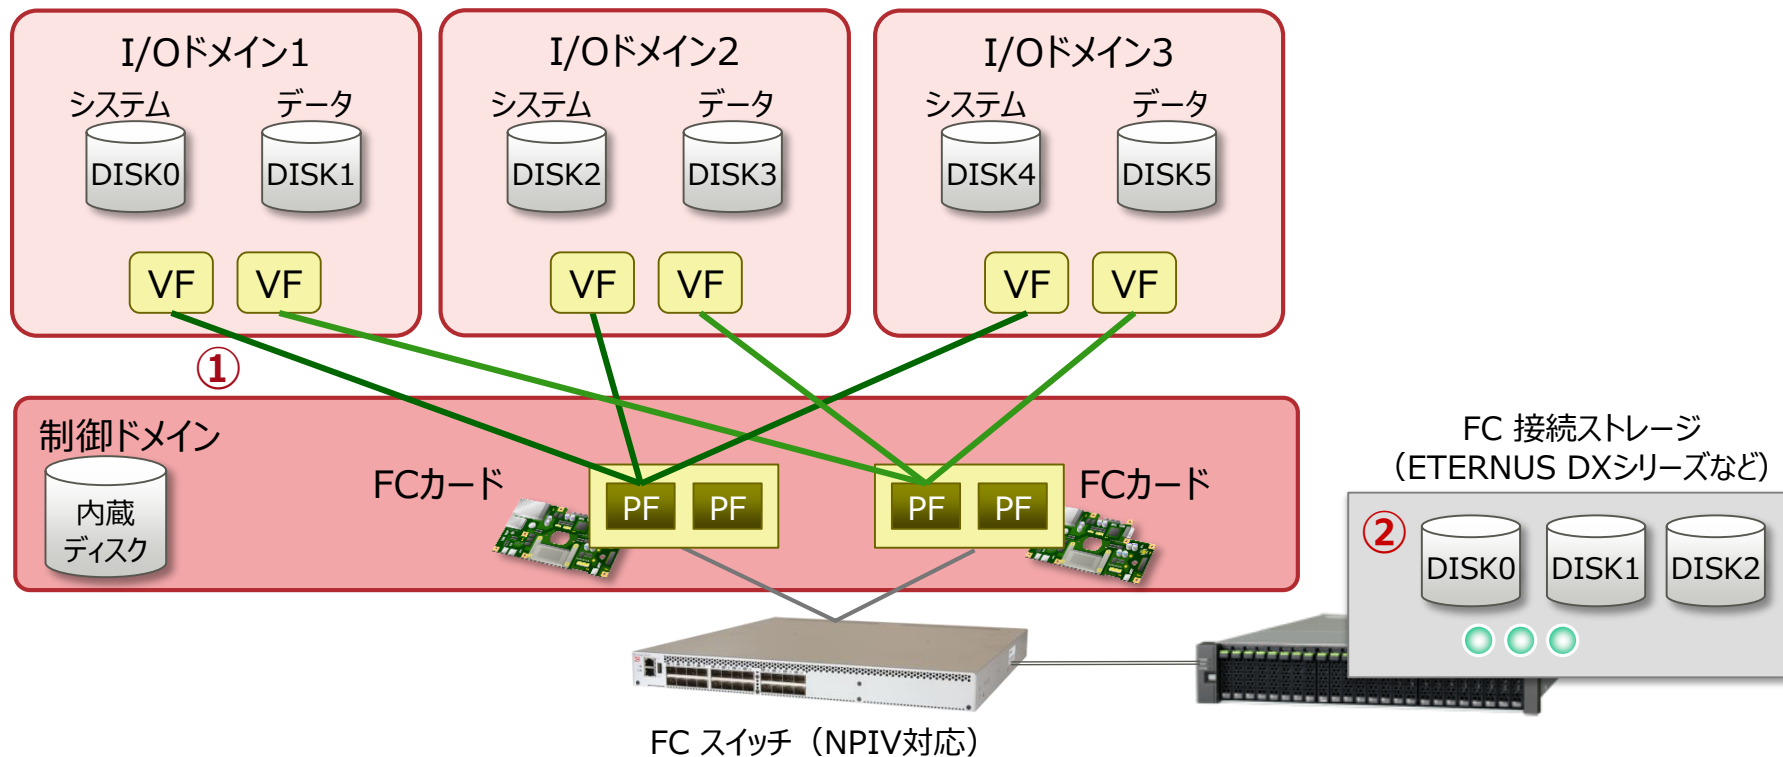 I/Oドメイン1
I/Oドメイン2
I/Oドメイン3
システム
データ
システム
データ
システム
データ
DISK0
DISK1
DISK2
DISK3
DISK4
DISK5
VF
VF
VF
VF
VF
VF
①
制御ドメイン
内蔵
ディスク
FCカード
PF
PF
PF
PF
FCカード
FC 接続ストレージ
（ETERNUS DXシリーズなど）
②
DISK0
DISK1
DISK2
FC スイッチ（NPIV対応）